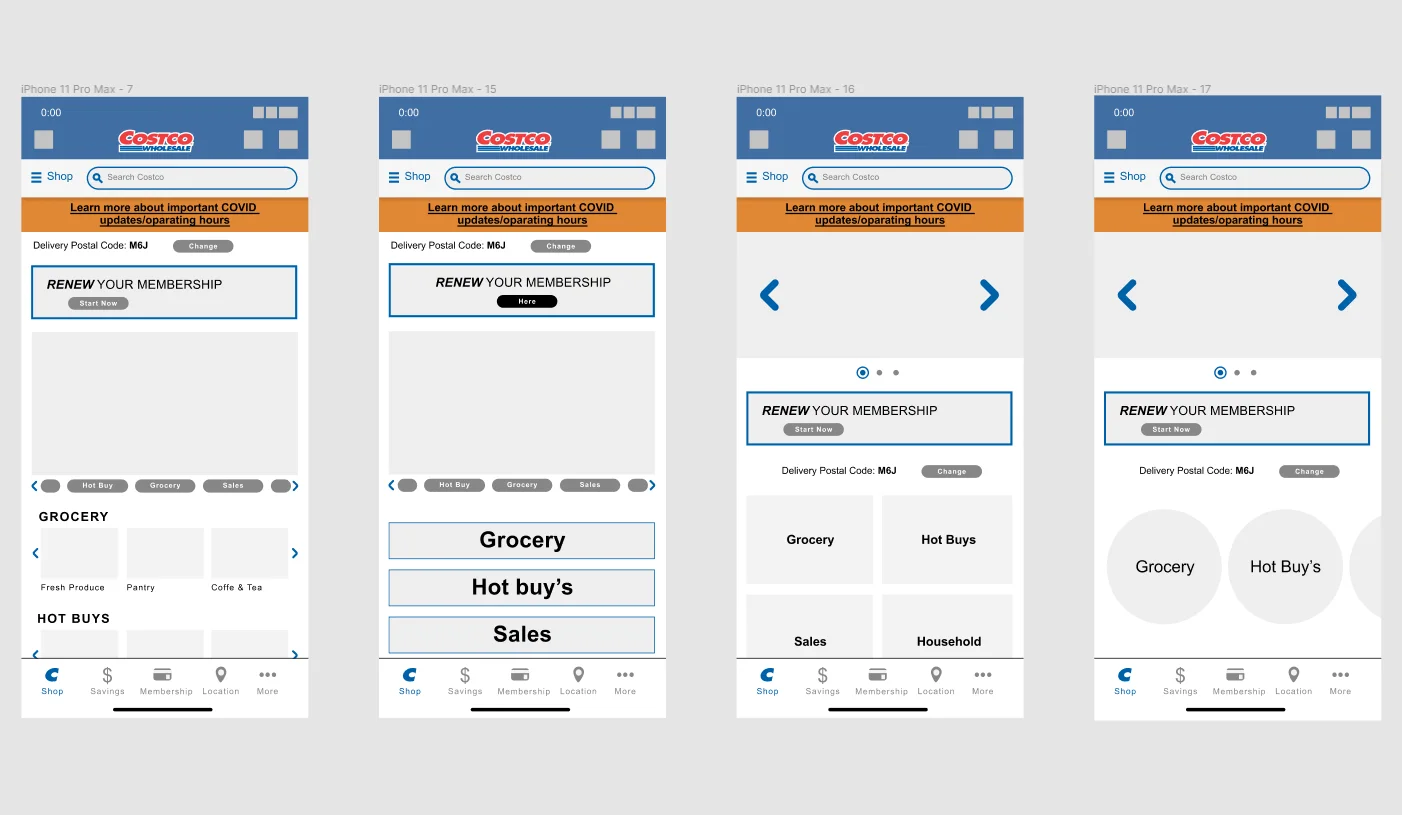 iPhone 11 Pro Max - 7
0:00
COSTCO
WHOLESALE
Shop
Search Costco
Learn more about important COVID
updates/oparating hours
Delivery Postal Code: M6J
Change
RENEW YOUR MEMBERSHIP
Start Now
Hot Buy
Grocery
Sales
GROCERY
Fresh Produce
Pantry
Coffe & Tea
HOT BUYS
Shop
Savings
Membership
Location
More
iPhone 11 Pro Max - 15
0:00
COSTCO
WHOLESALE
Shop
Search Costco
Learn more about important COVID
updates/oparating hours
Delivery Postal Code: M6J
Change
RENEW YOUR MEMBERSHIP
Here
Hot Buy
Grocery
Sales
Grocery
Hot buy's
Sales
Shop
Savings
Membership
Location
More
iPhone 11 Pro Max - 16
0:00
COSTCO
WHOLESALE
Shop
Search Costco
Learn more about important COVID
updates/oparating hours
RENEW YOUR MEMBERSHIP
Start Now
Delivery Postal Code: M6J
Change
Grocery
Hot Buys
Sales
Household
Shop
Savings
Membership
Location
More
iPhone 11 Pro Max - 17
0:00
COSTCO
WHOLESALE
Shop
Search Costco
Learn more about important COVID
updates/oparating hours
RENEW YOUR MEMBERSHIP
Start Now
Delivery Postal Code: M6J
Change
Grocery
Hot Buy's
Shop
Savings
Membership
Location
More